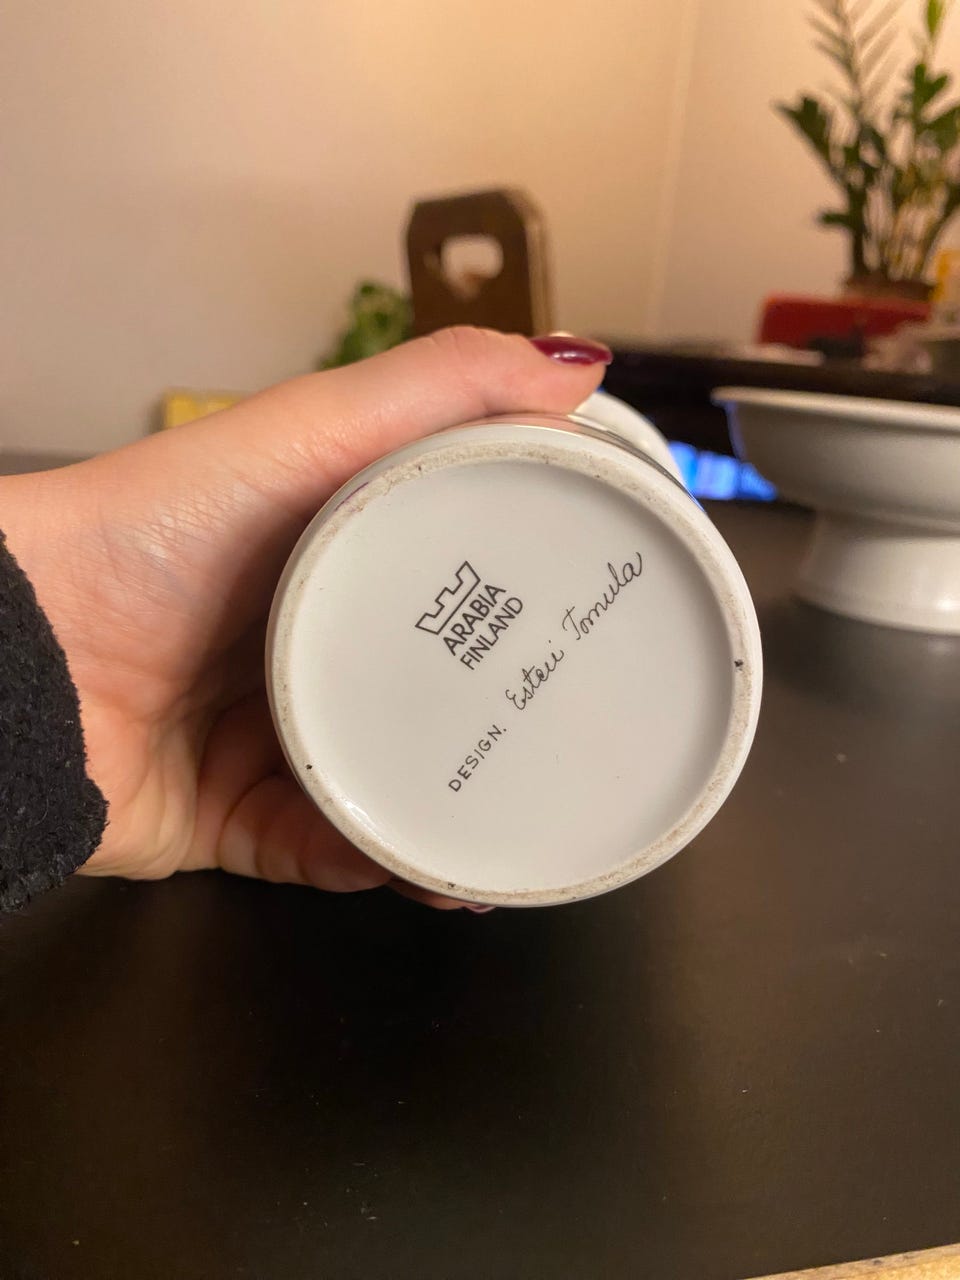 ARABIA
FINLAND
DESIGN. Esteri Tomula